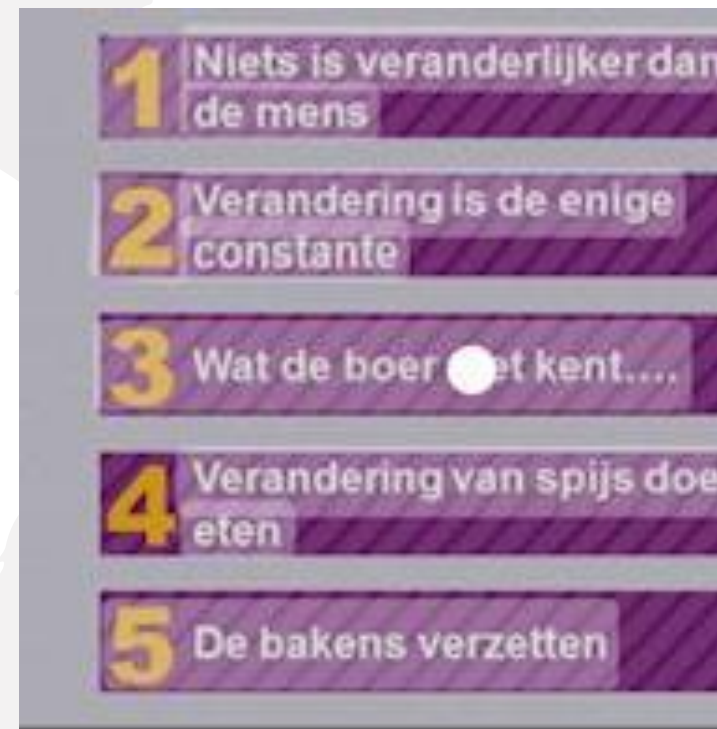 1 Niets is veranderlijker dan
de mens
2 Verandering is de enige
constante
3 Wat de boer kent....
4 Verandering van spijs
eten
5 De bakens verzetten